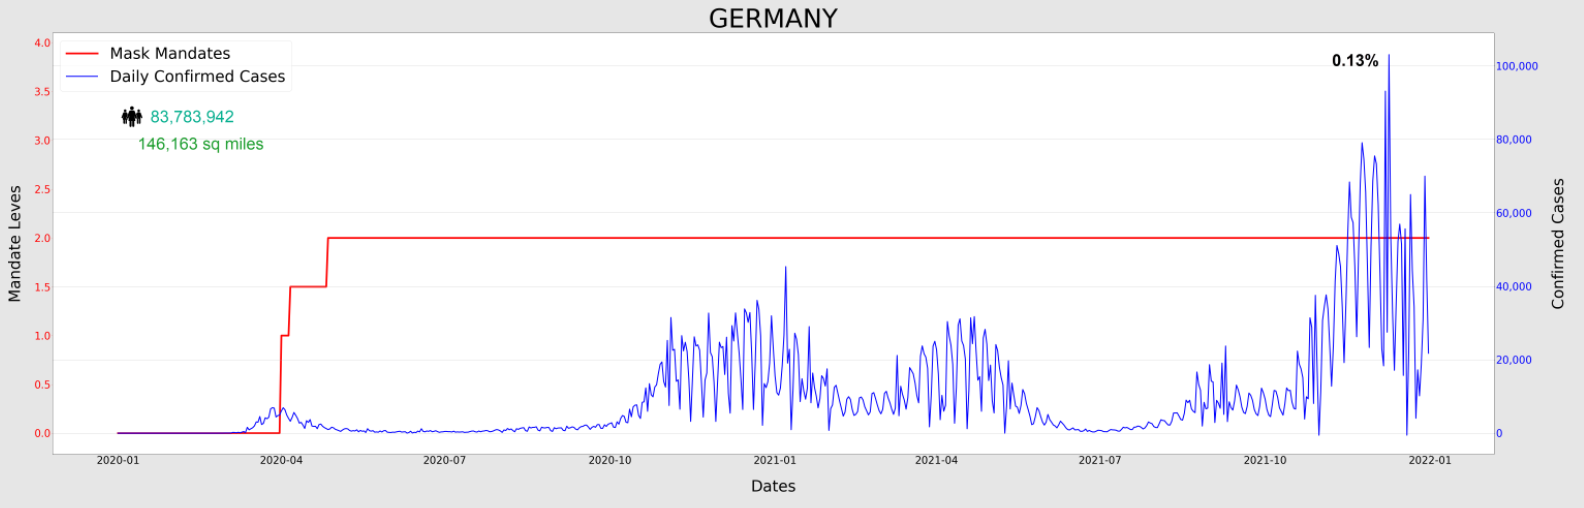 GERMANY
Mask Mandates
Daily Confirmed Cases
83,783,942
146,163 sq miles
0.13%
Mandate Leves
4.0
3.5
3.0
2.5
2.0
1.5
1.0
0.5
0.0
100,000
80,000
60,000
40,000
20,000
0
Confirmed Cases
2020-01 2020-04 2020-07 2020-10 2021-01 2021-04 2021-07 2021-10 2022-01
Dates